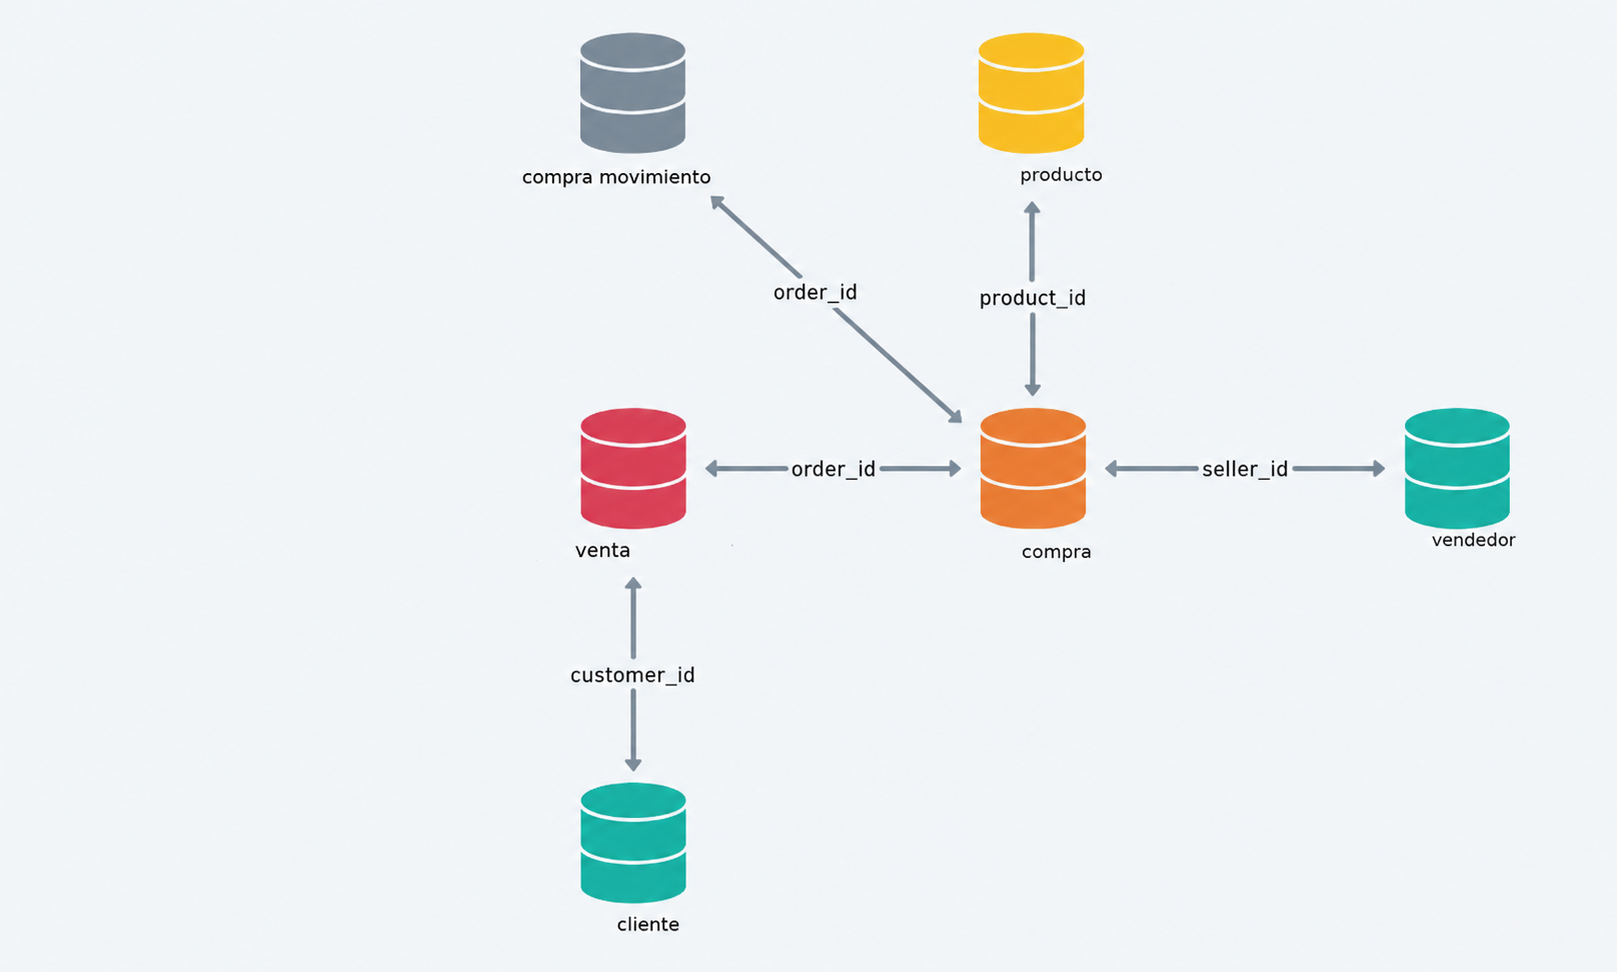 compra movimiento
producto
order_id
product_id
order_id
seller_id
venta
compra
vendedor
customer_id
cliente